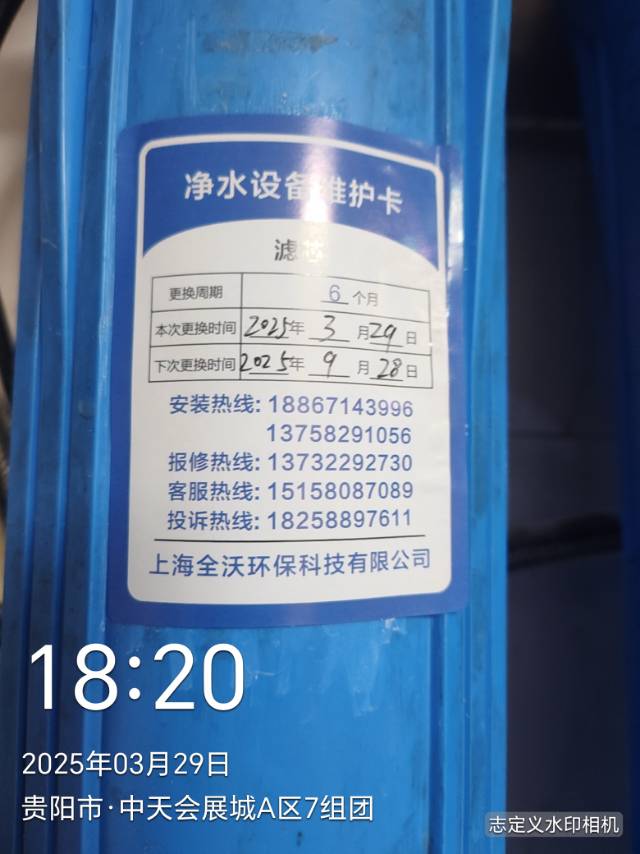 净水设备维护卡
滤芯
更换周期 6 个月
本次更换时间 2025年 3 月 29 日
下次更换时间 2025年 9 月 28 日
安装热线: 18867143996
13758291056
报修热线: 13732292730
客服热线: 15158087089
投诉热线: 18258897611
上海全沃环保科技有限公司
18:20
2025年03月29日
贵阳市·中天会展城A区7组团
志定义水印相机